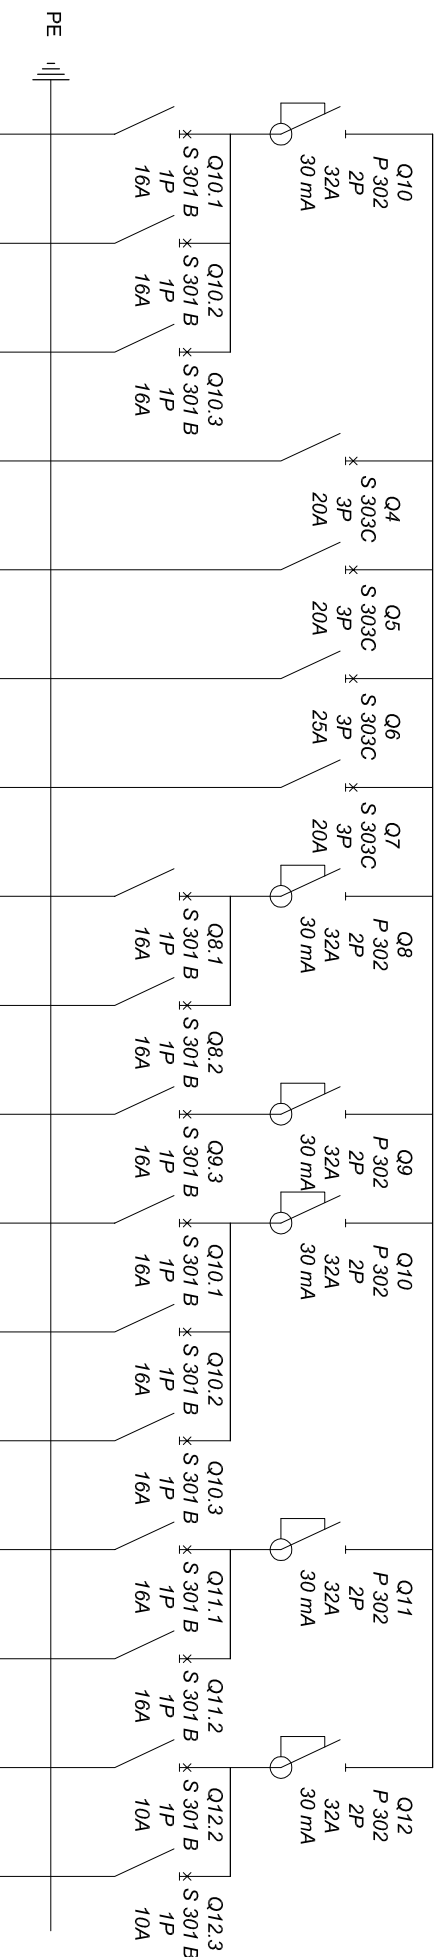 PE
Q10
P 302
2P
32A
30 mA
Q10.1
S 301 B
1P
16A
Q10.2
S 301 B
1P
16A
Q10.3
S 301 B
1P
16A
Q4
S 303C
3P
20A
Q5
S 303C
3P
20A
Q6
S 303C
3P
25A
Q7
S 303C
3P
20A
Q8
P 302
2P
32A
30 mA
Q8.1
S 301 B
1P
16A
Q8.2
S 301 B
1P
16A
Q9
P 302
2P
32A
30 mA
Q9.3
S 301 B
1P
16A
Q10
P 302
2P
32A
30 mA
Q10.1
S 301 B
1P
16A
Q10.2
S 301 B
1P
16A
Q10.3
S 301 B
1P
16A
Q11
P 302
2P
32A
30 mA
Q11.1
S 301 B
1P
16A
Q11.2
S 301 B
1P
16A
Q12
P 302
2P
32A
30 mA
Q12.2
S 301 B
1P
10A
Q12.3
S 301 B
1P
10A